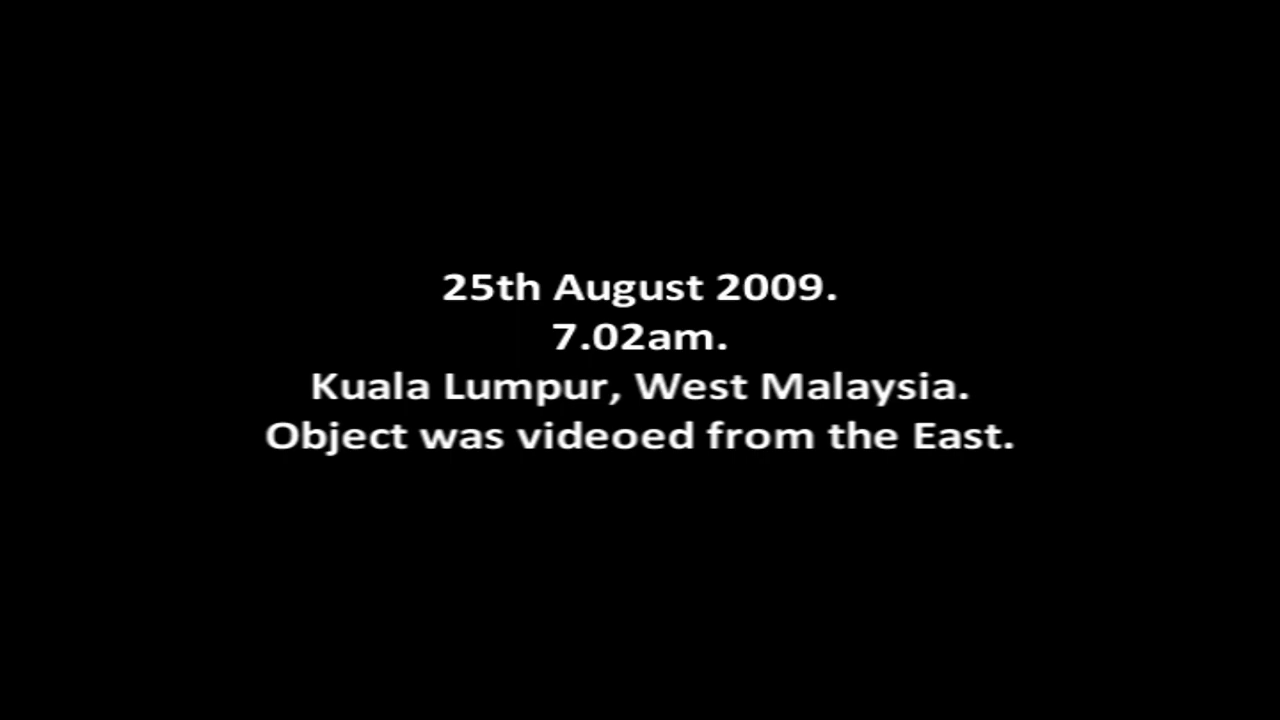 25th August 2009.
7.02am.
Kuala Lumpur, West Malaysia.
Object was videoed from the East.